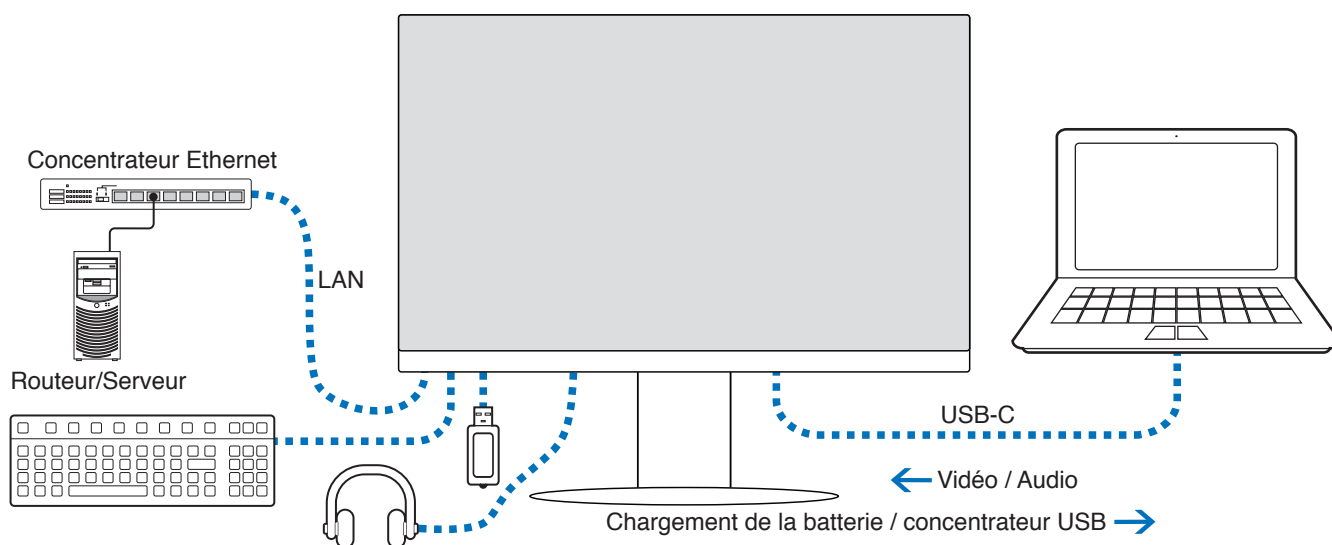 Concentrateur Ethernet
LAN
Routeur/Serveur
USB-C
Vidéo / Audio
Chargement de la batterie / concentrateur USB